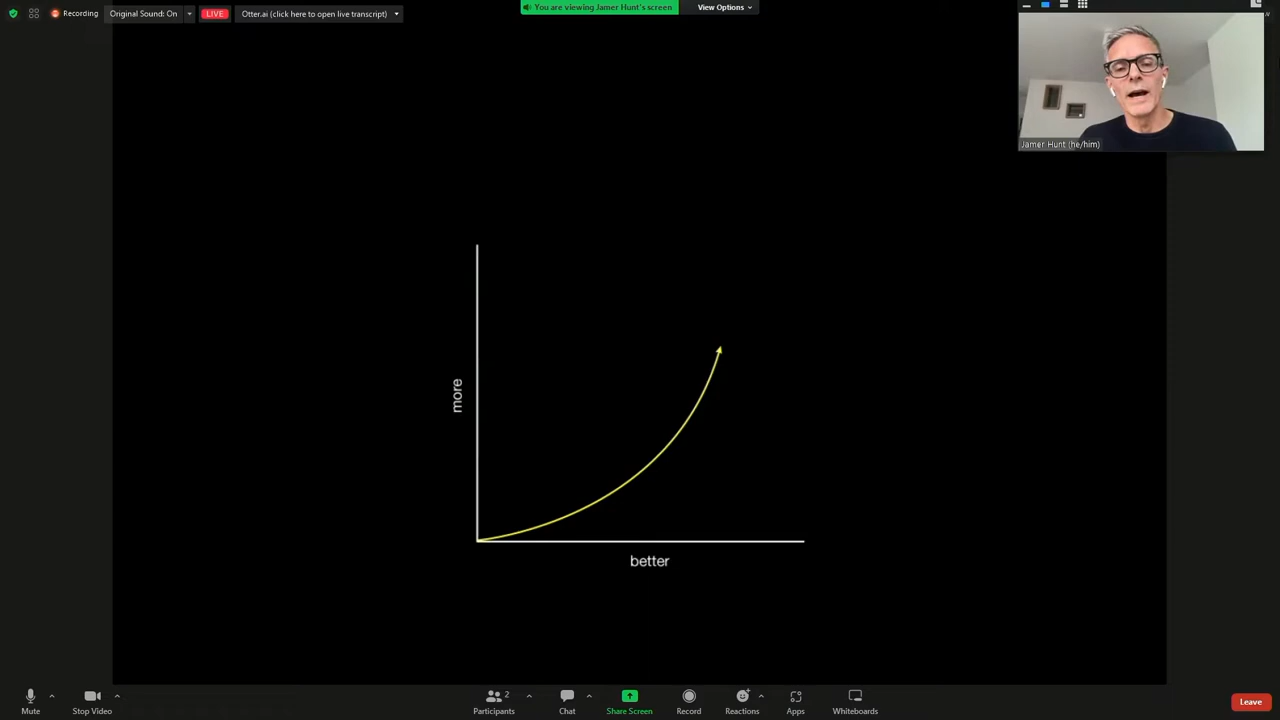 Recording
Original Sound: On
LIVE
Otter.ai (click here to open live transcript)
You are viewing Jamer Hunt's screen
View Options
Jamer Hunt (he/him)
more
better
Mute
Stop Video
Participants
2
Chat
Share Screen
Record
Reactions
Apps
Whiteboards
Leave